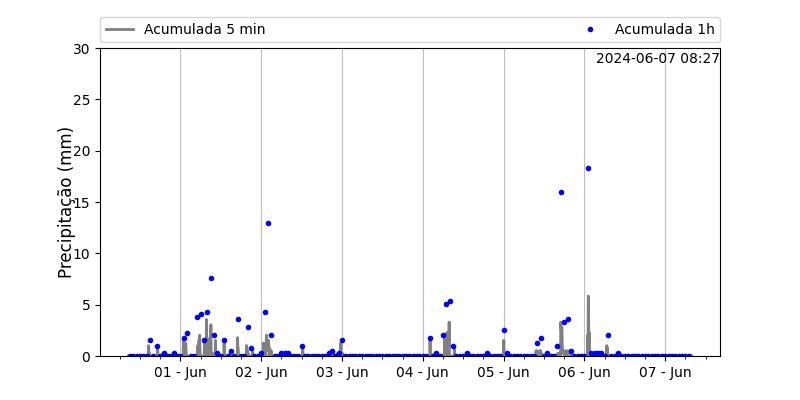 Acumulada 5 min Acumulada 1h
2024-06-07 08:27
Precipitação (mm)
30
25
20
15
10
5
0
01 - Jun 02 - Jun 03 - Jun 04 - Jun 05 - Jun 06 - Jun 07 - Jun